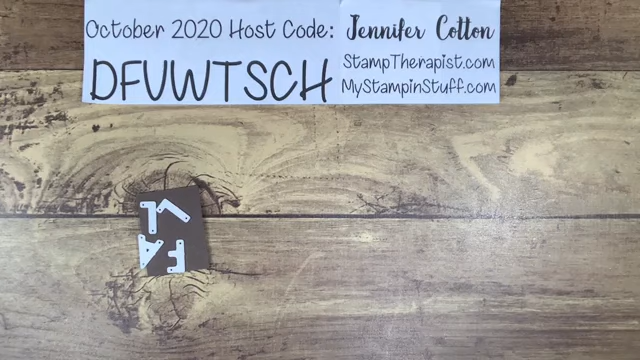 October 2020 Host Code:
DFUWTSCH
Jennifer Cotton
StampTherapist.com
MyStampinStuff.com
L L
A F